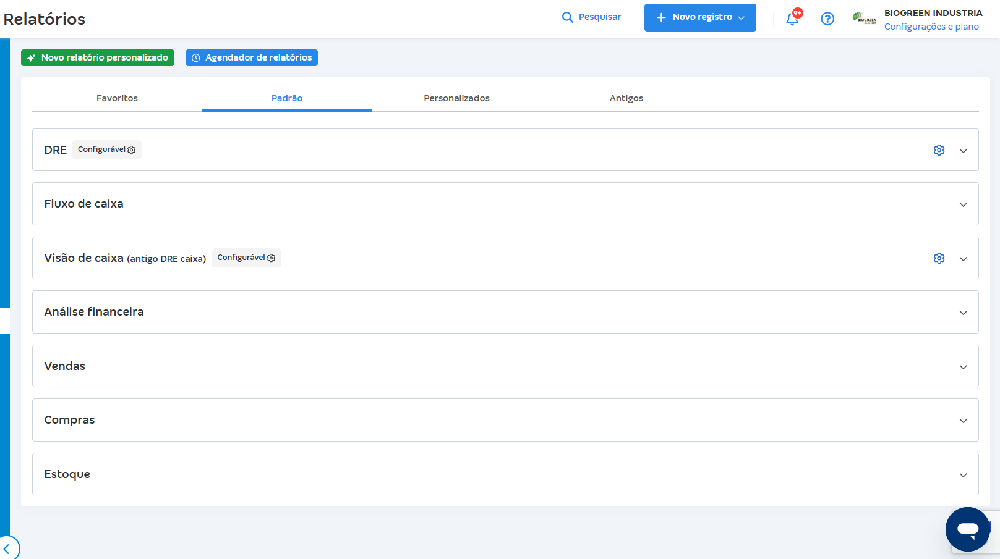 Relatórios
Pesquisar
Novo registro
9+
BIOGREEN
BIOGREEN INDUSTRIA
Configurações e plano
Novo relatório personalizado
Agendador de relatórios
Favoritos
Padrão
Personalizados
Antigos
DRE Configurável
Fluxo de caixa
Visão de caixa (antigo DRE caixa) Configurável
Análise financeira
Vendas
Compras
Estoque